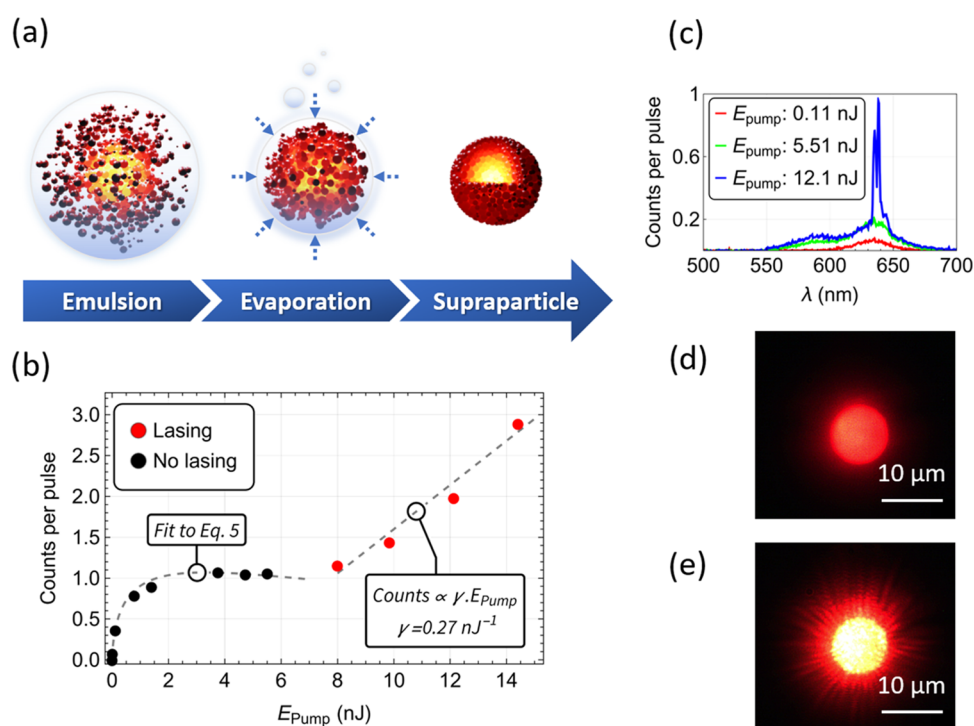 (a)
Emulsion
Evaporation
Supraparticle
(b)
Counts per pulse
3.0
2.5
2.0
1.5
1.0
0.5
0.0
Lasing
No lasing
Fit to Eq. 5
Counts ∝ γ.E_Pump
γ=0.27 nJ⁻¹
0 2 4 6 8 10 12 14
E_Pump (nJ)
(c)
Counts per pulse
1
0.6
0.2
E_pump: 0.11 nJ
E_pump: 5.51 nJ
E_pump: 12.1 nJ
500 550 600 650 700
λ (nm)
(d)
10 μm
(e)
10 μm